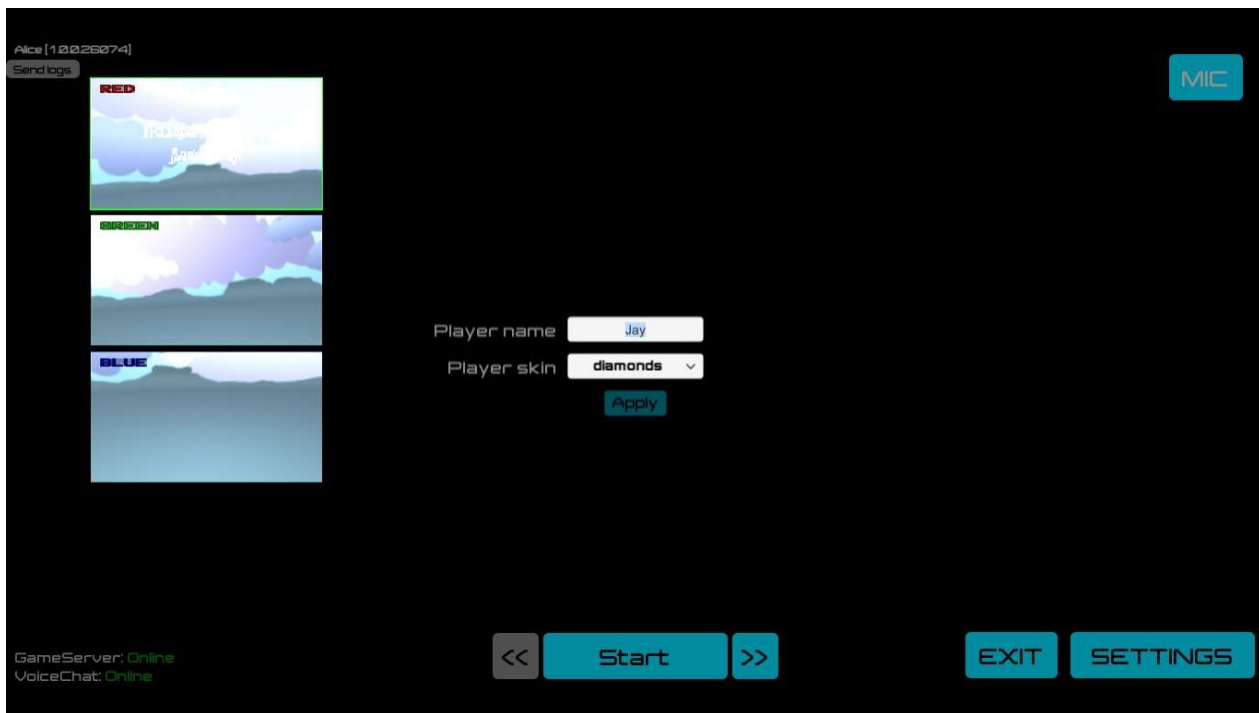 Alice [1.0.0.26074]
Send logs
MIC
RED
GREEN
BLUE
Player name Jay
Player skin diamonds
Apply
GameServer: Online
VoiceChat: Online
<< Start >>
EXIT SETTINGS